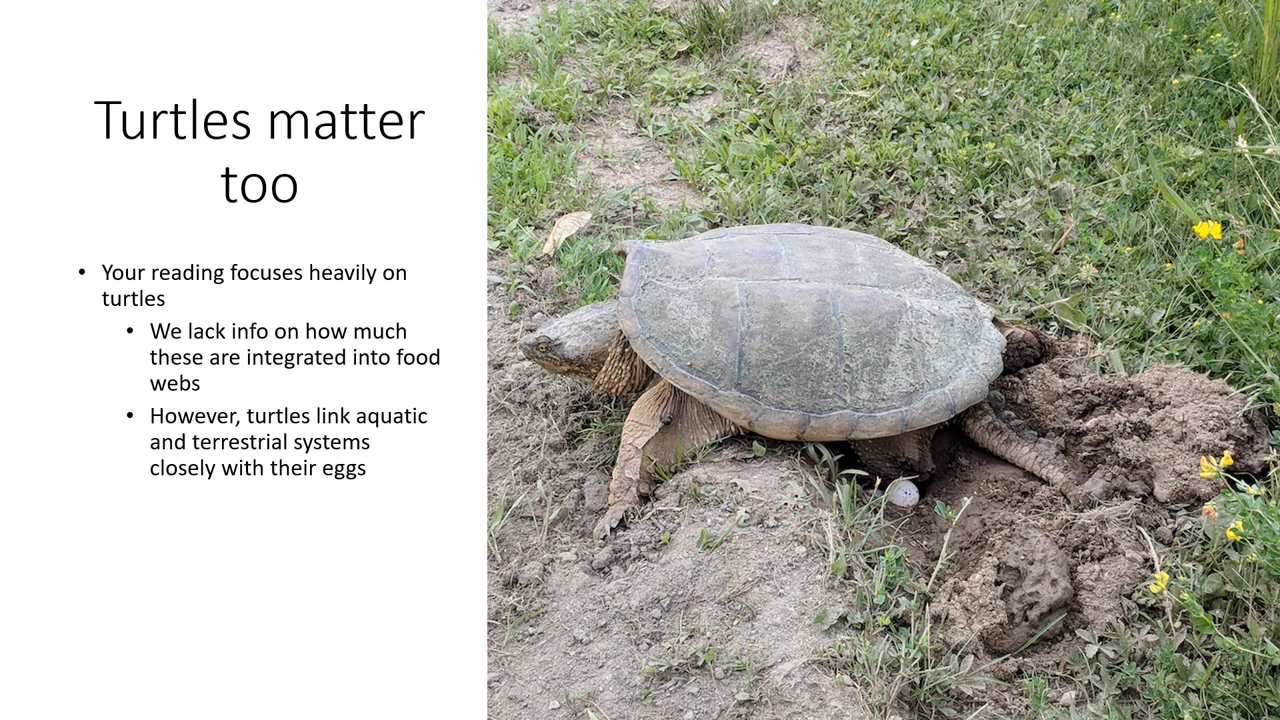 Turtles matter
too
• Your reading focuses heavily on
turtles
• We lack info on how much
these are integrated into food
webs
• However, turtles link aquatic
and terrestrial systems
closely with their eggs